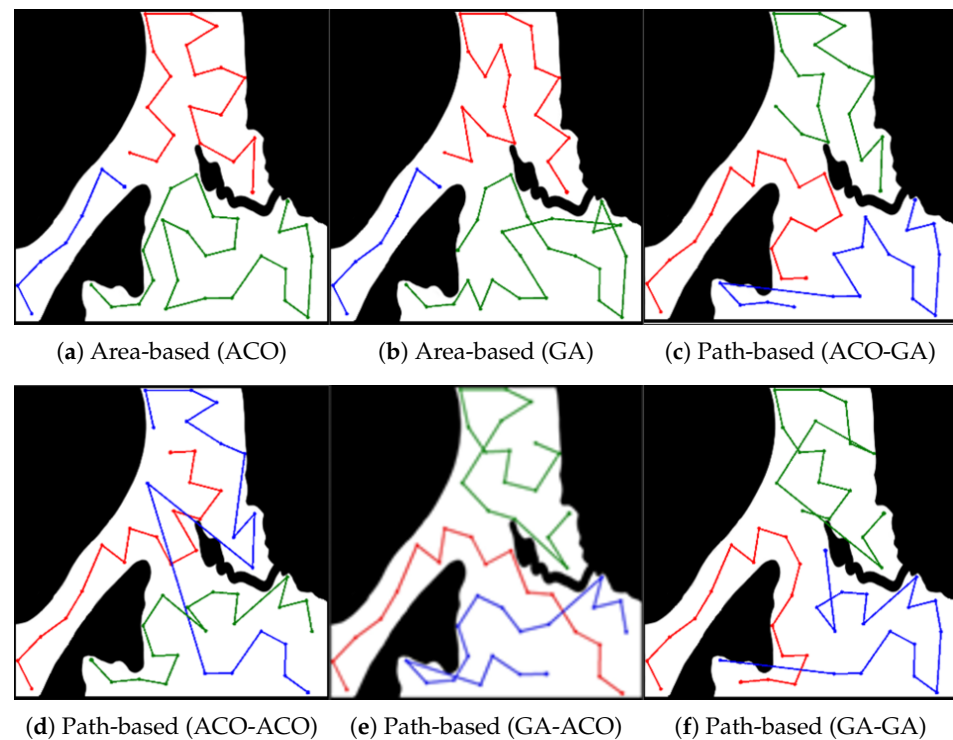 (a) Area-based (ACO)
(b) Area-based (GA)
(c) Path-based (ACO-GA)
(d) Path-based (ACO-ACO)
(e) Path-based (GA-ACO)
(f) Path-based (GA-GA)